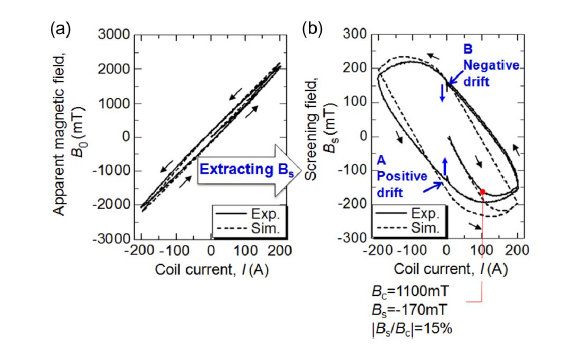 (a)
Apparent magnetic field,
B0 (mT)
3000
2000
1000
0
-1000
-2000
-3000
-200 -100 0 100 200
Coil current, I (A)
Exp.
Sim.
Extracting Bs
(b)
Screening field,
Bs (mT)
300
200
100
0
-100
-200
300
-200 -100 0 100 200
Coil current, I (A)
B
Negative
drift
A
Positive
drift
Exp.
Sim.
BC=1100mT
Bs=-170mT
|Bs/Bc|=15%